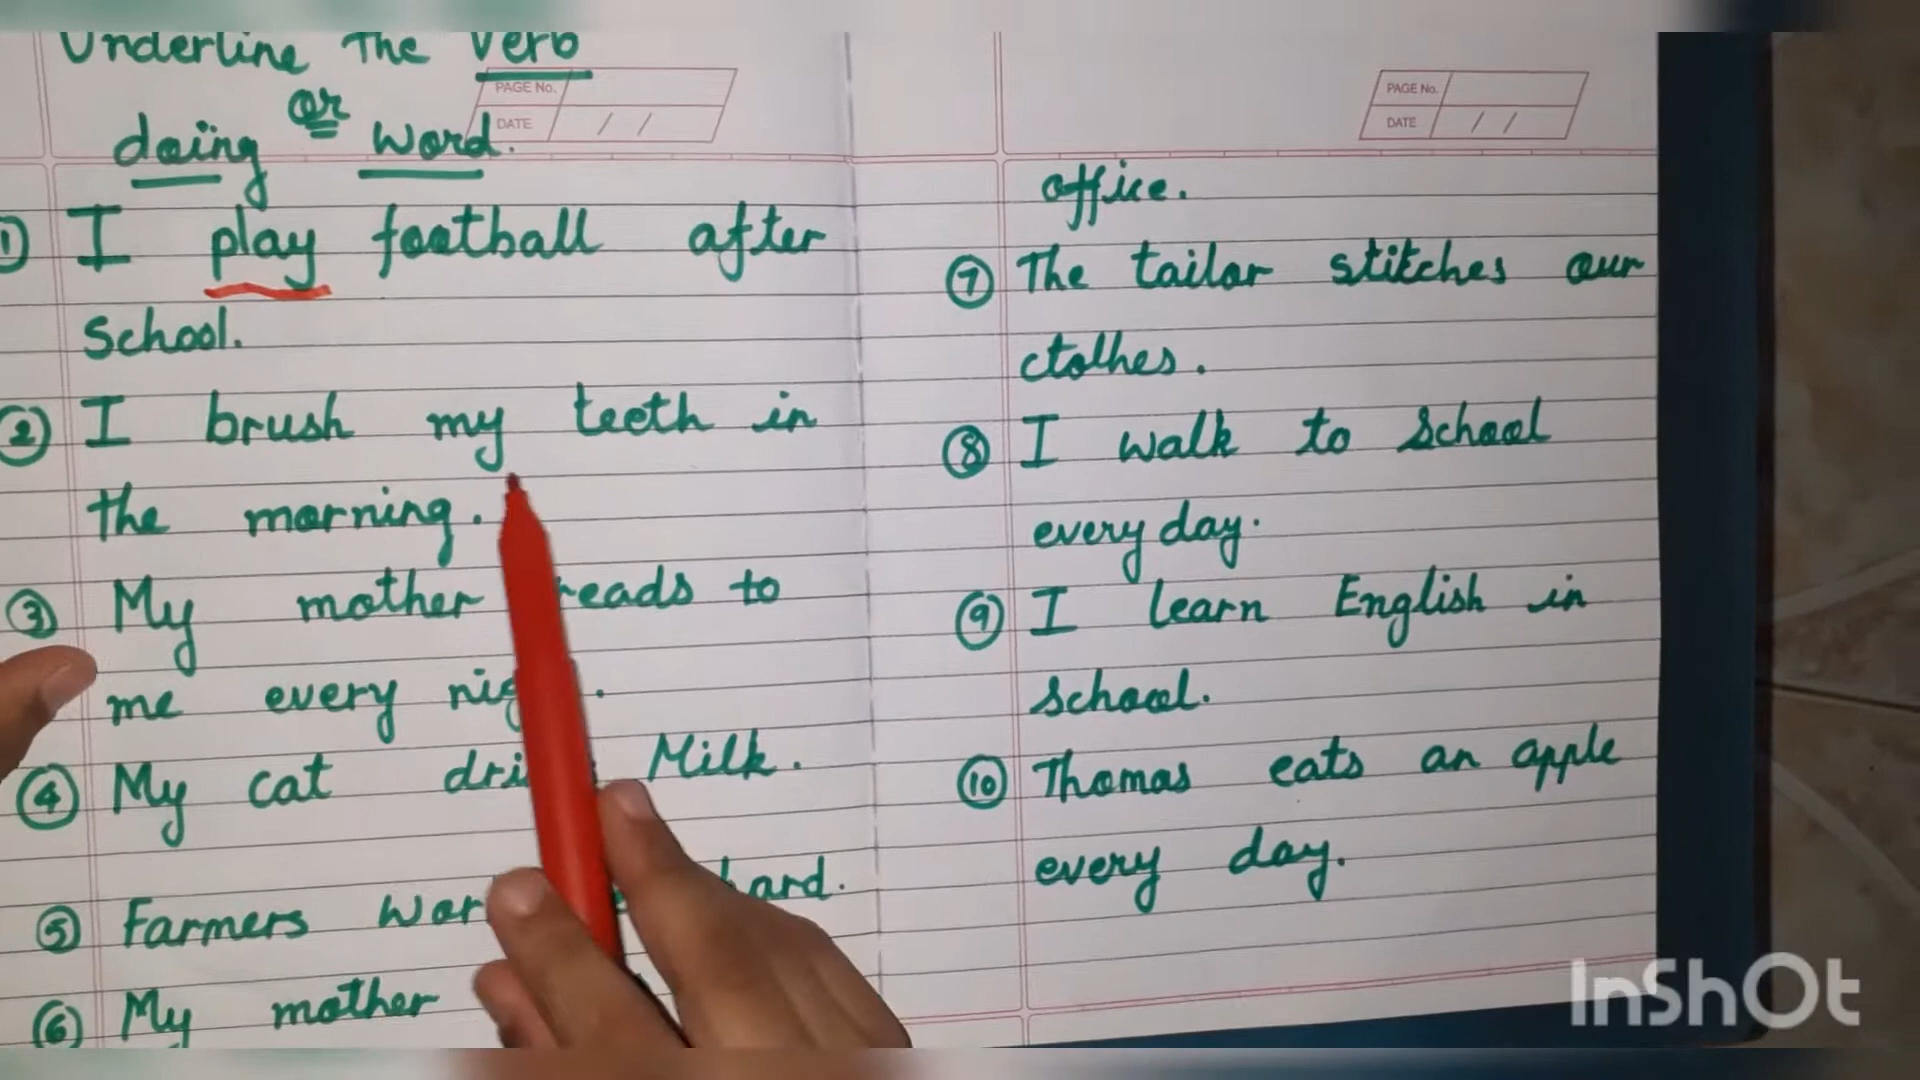 Underline The Verb
or
doing word.
PAGE No.
DATE / /
① I play football after
School.
② I brush my teeth in
the morning.
③ My mother reads to
me every
④ My cat Milk.
⑤ Farmers hard.
⑥ My mother
PAGE No.
DATE / /
office.
⑦ The tailor stitches our
ctolhes.
⑧ I walk to School
every day.
⑨ I learn English in
school.
⑩ Thomas eats an apple
every day.
InShOt